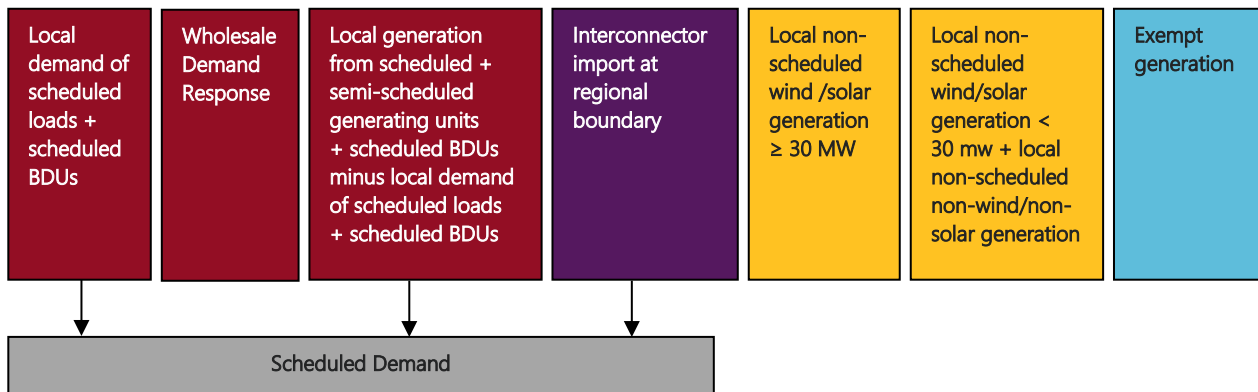 Local
demand of
scheduled
loads +
scheduled
BDUs
Wholesale
Demand
Response
Local generation
from scheduled +
semi-scheduled
generating units
+ scheduled BDUs
minus local demand
of scheduled loads
+ scheduled BDUs
Interconnector
import at
regional
boundary
Local non-
scheduled
wind /solar
generation
≥ 30 MW
Local non-
scheduled
wind/solar
generation <
30 mw + local
non-scheduled
non-wind/non-
solar generation
Exempt
generation
Scheduled Demand